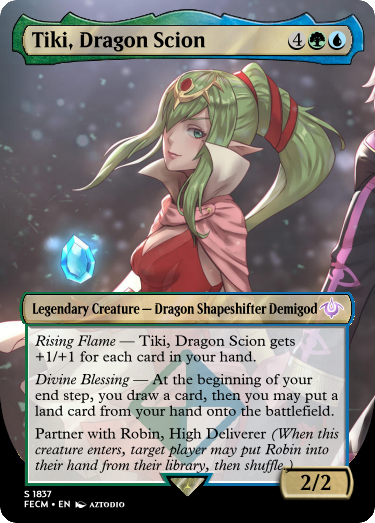 Tiki, Dragon Scion 4
Legendary Creature — Dragon Shapeshifter Demigod
Rising Flame — Tiki, Dragon Scion gets
+1/+1 for each card in your hand.
Divine Blessing — At the beginning of your
end step, you draw a card, then you may put a
land card from your hand onto the battlefield.
Partner with Robin, High Deliverer (When this
creature enters, target player may put Robin into
their hand from their library, then shuffle.)
2/2
S 1837
FECM • EN AZTODIO